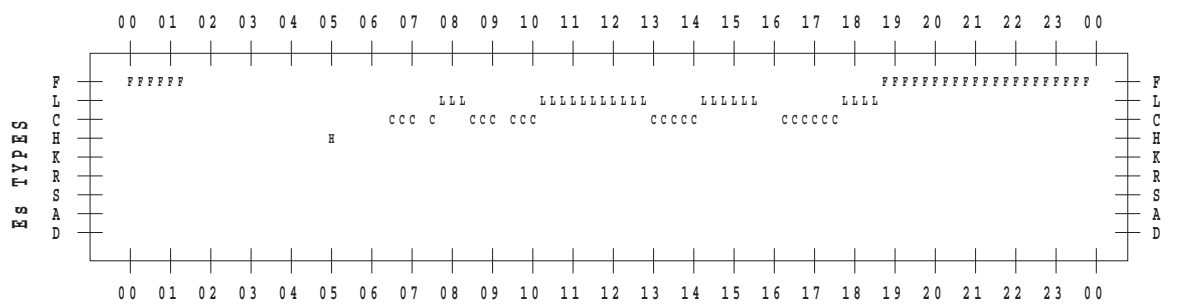 00 01 02 03 04 05 06 07 08 09 10 11 12 13 14 15 16 17 18 19 20 21 22 23 00
F FFFFFF FFFFFFFFFFFFFFFFFFFFF F
L LLL LLLLLLLLLLL LLLLLL LLLL L
C CCC C CCC CCC CCCCC CCCCCC C
H H H
K K
R R
S S
A A
D D
Es TYPES
00 01 02 03 04 05 06 07 08 09 10 11 12 13 14 15 16 17 18 19 20 21 22 23 00